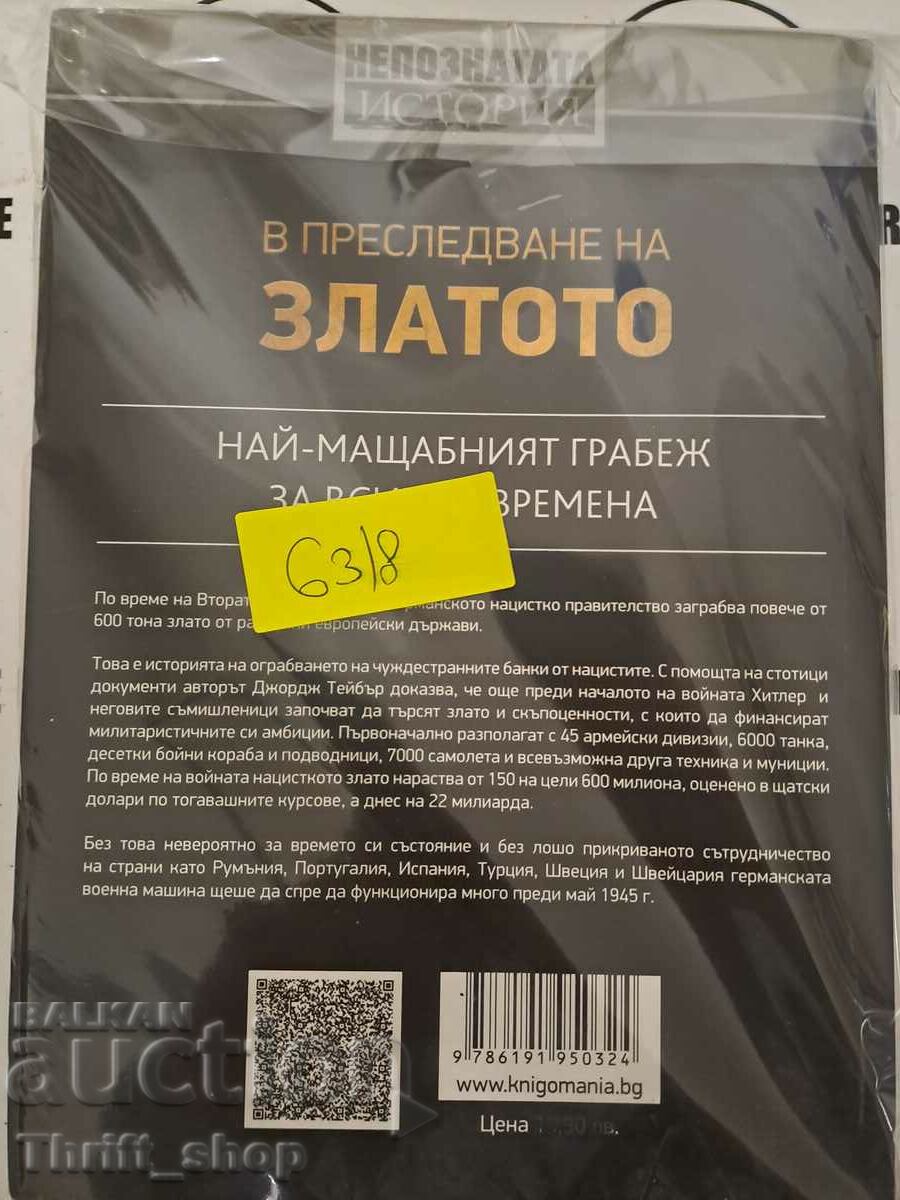 НЕПОЗНАТАТА
ИСТОРИЯ
E
R
В ПРЕСЛЕДВАНЕ НА
ЗЛАТОТО
НАЙ-МАЩАБНИЯТ ГРАБЕЖ
ЗА ВРЕМЕНА
63/8
По време на нацистко правителство заграбва повече от
600 тона злато от европейски държави.
Това е историята на ограбването на чуждестранните банки от нацистите. С помощта на стотици
документи авторът Джордж Тейбър доказва, че още преди началото на войната Хитлер и
неговите съмишленици започват да търсят злато и скъпоценности, с които да финансират
милитаристичните си амбиции. Първоначално разполагат с 45 армейски дивизии, 6000 танка,
десетки бойни кораба и подводници, 7000 самолета и всевъзможна друга техника и муниции.
По време на войната нацисткото злато нараства от 150 на цели 600 милиона, оценено в щатски
долари по тогавашните курсове, а днес на 22 милиарда.
Без това невероятно за времето си състояние и без лошо прикриваното сътрудничество
на страни като Румъния, Португалия, Испания, Турция, Швеция и Швейцария германската
военна машина щеше да спре да функционира много преди май 1945 г.
9 786191 950324
www.knigomania.bg
Цена лв.
BALKAN
auction
Thrift_shop